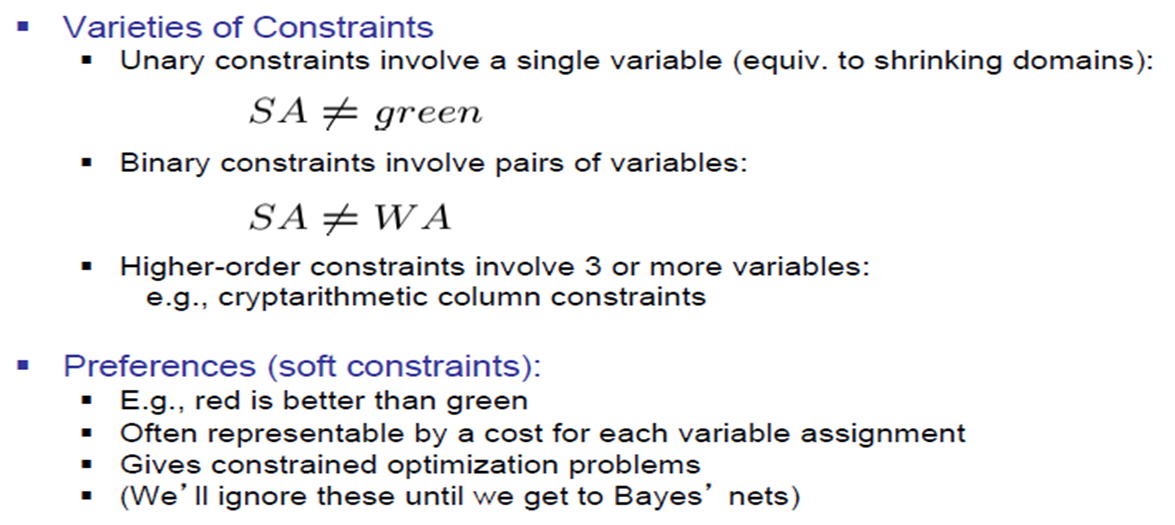 ▪ Varieties of Constraints
▪ Unary constraints involve a single variable (equiv. to shrinking domains):
SA ≠ green
▪ Binary constraints involve pairs of variables:
SA ≠ WA
▪ Higher-order constraints involve 3 or more variables:
e.g., cryptarithmetic column constraints
▪ Preferences (soft constraints):
▪ E.g., red is better than green
▪ Often representable by a cost for each variable assignment
▪ Gives constrained optimization problems
▪ (We’ll ignore these until we get to Bayes’ nets)